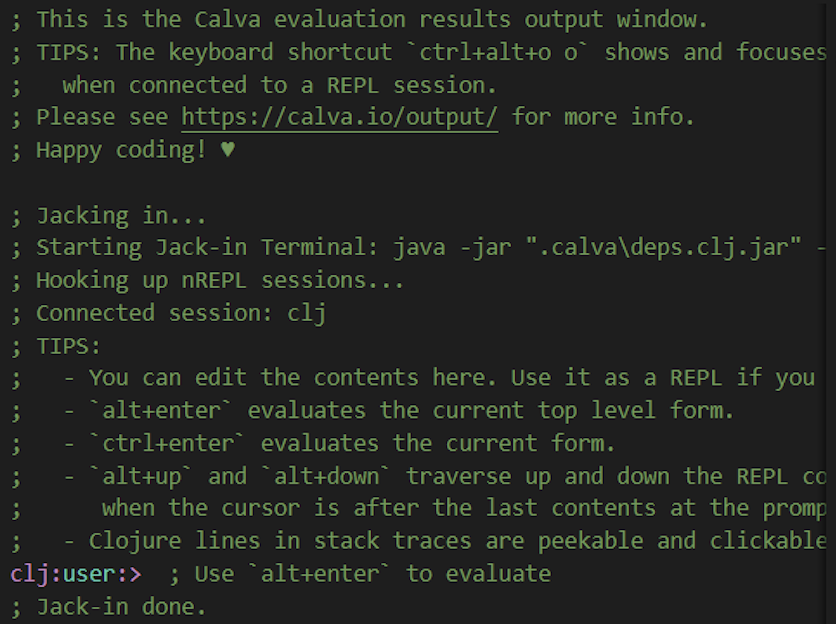 ; This is the Calva evaluation results output window.
; TIPS: The keyboard shortcut `ctrl+alt+o o` shows and focuses
;   when connected to a REPL session.
; Please see https://calva.io/output/ for more info.
; Happy coding! ♥
; Jacking in...
; Starting Jack-in Terminal: java -jar ".calva\deps.clj.jar" -
; Hooking up nREPL sessions...
; Connected session: clj
; TIPS:
;   - You can edit the contents here. Use it as a REPL if you
;   - `alt+enter` evaluates the current top level form.
;   - `ctrl+enter` evaluates the current form.
;   - `alt+up` and `alt+down` traverse up and down the REPL co
;      when the cursor is after the last contents at the promp
;   - Clojure lines in stack traces are peekable and clickable
clj:user:>  ; Use `alt+enter` to evaluate
; Jack-in done.